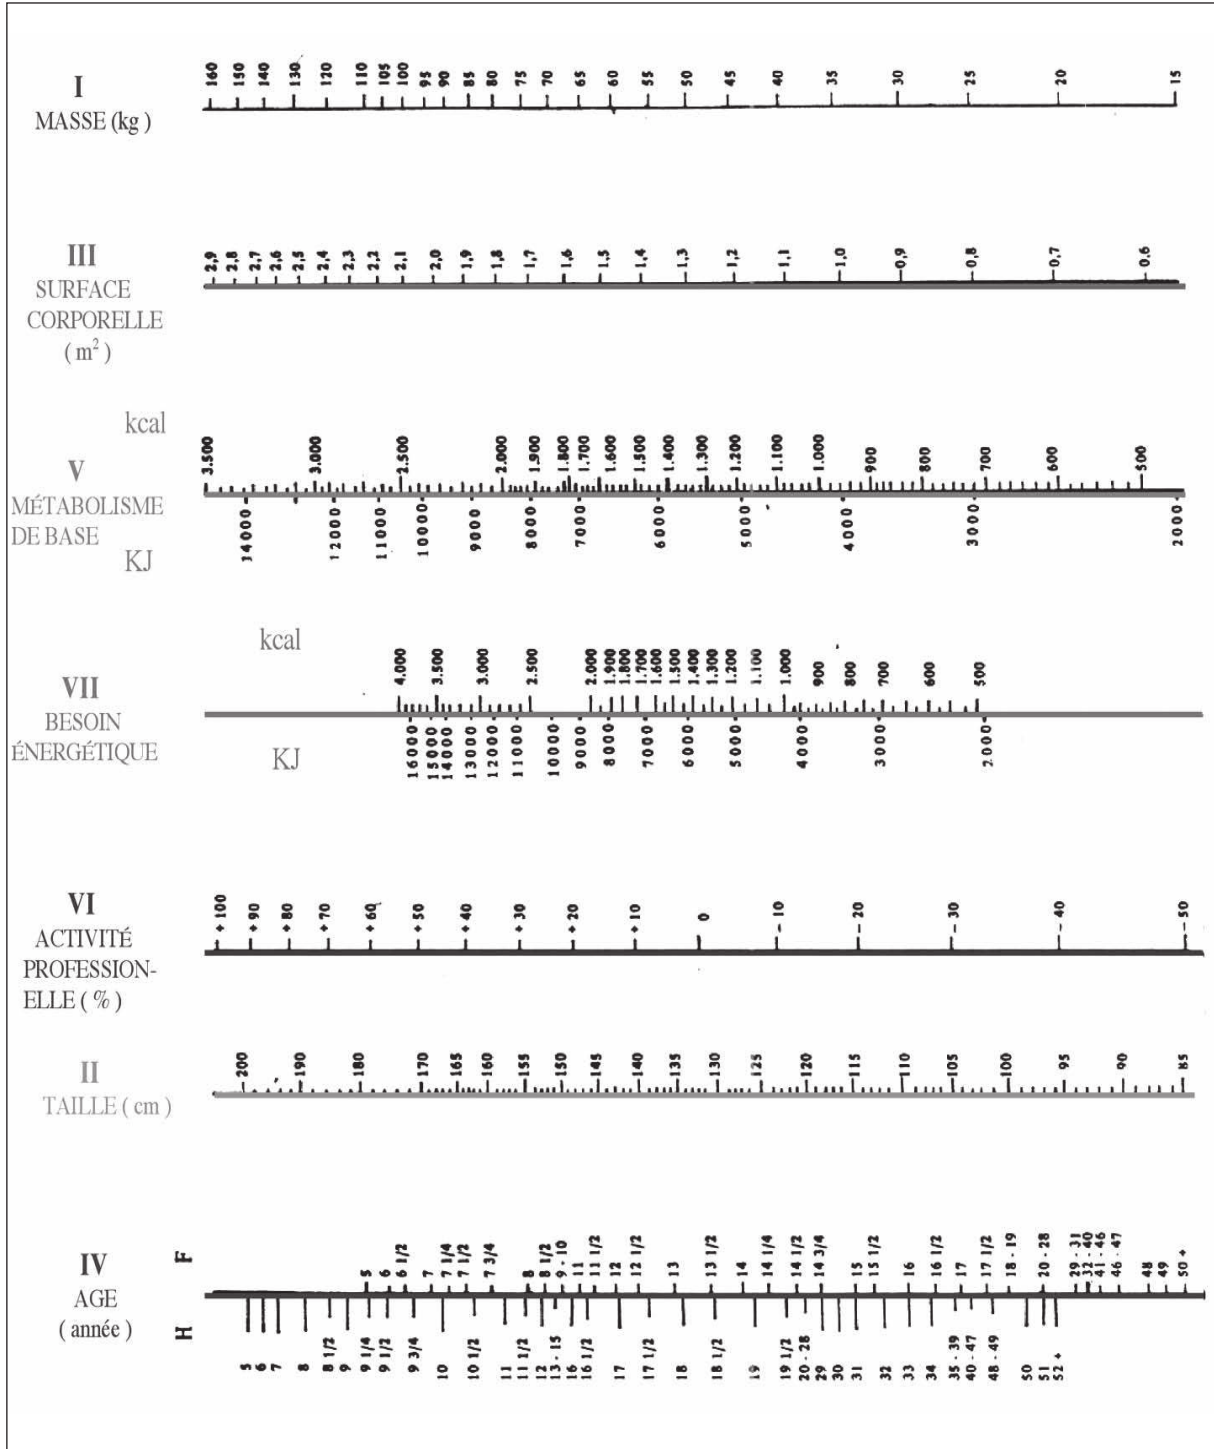 I
MASSE (kg )
160 150 140 130 120 110 105 100 95 90 85 80 75 70 65 60 55 50 45 40 35 30 25 20 15
III
SURFACE
CORPORELLE
( m² )
2,9 2,8 2,7 2,6 2,5 2,4 2,3 2,2 2,1 2,0 1,9 1,8 1,7 1,6 1,5 1,4 1,3 1,2 1,1 1,0 0,9 0,8 0,7 0,6
kcal
3.500 3.000 2.500 2.000 1.900 1.800 1.700 1.600 1.500 1.400 1.300 1.200 1.100 1.000 900 800 700 600 500
V
MÉTABOLISME
DE BASE
KJ
14000 12000 11000 10000 9000 8000 7000 6000 5000 4000 3000 2000
kcal
4.000 3.500 3.000 2.500 2.000 1.900 1.800 1.700 1.600 1.500 1.400 1.300 1.200 1.100 1.000 900 800 700 600 500
VII
BESOIN
ÉNERGÉTIQUE
KJ
16000 15000 14000 13000 12000 11000 10000 9000 8000 7000 6000 5000 4000 3000 2000
VI
ACTIVITÉ
PROFESSION-
ELLE ( % )
+ 100 + 90 + 80 + 70 + 60 + 50 + 40 + 30 + 20 + 10 0 - 10 - 20 - 30 - 40 - 50
II
TAILLE ( cm )
200 190 180 170 165 160 155 150 145 140 135 130 125 120 115 110 105 100 95 90 85
IV
AGE
( année )
F
5 6 6 1/2 7 7 1/4 7 1/2 7 3/4 8 8 1/2 9 - 10 11 11 1/2 12 12 1/2 13 13 1/2 14 14 1/4 14 1/2 14 3/4 15 15 1/2 16 16 1/2 17 17 1/2 18 - 19 20 - 28 29 - 31 32 - 40 41 - 46 46 - 47 48 49 50 +
H
5 6 7 8 8 1/2 9 9 1/4 9 1/2 9 3/4 10 10 1/2 11 11 1/2 12 13 - 15 16 16 1/2 17 17 1/2 18 18 1/2 19 19 1/2 20 - 28 29 30 31 32 33 34 35 - 39 40 - 47 48 - 49 50 51 52 +